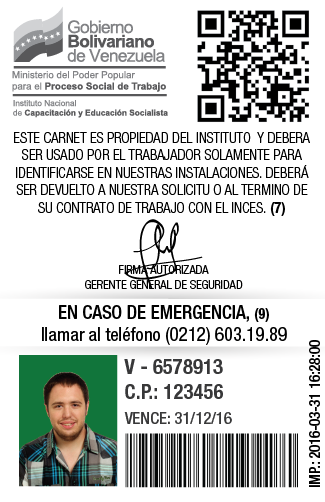 Gobierno
Bolivariano
de Venezuela
Ministerio del Poder Popular
para el Proceso Social de Trabajo
Instituto Nacional
de Capacitación y Educación Socialista
ESTE CARNET ES PROPIEDAD DEL INSTITUTO Y DEBERA
SER USADO POR EL TRABAJADOR SOLAMENTE PARA
IDENTIFICARSE EN NUESTRAS INSTALACIONES. DEBERÁ
SER DEVUELTO A NUESTRA SOLICITU O AL TERMINO DE
SU CONTRATO DE TRABAJO CON EL INCES. (7)
FIRMA AUTORIZADA
GERENTE GENERAL DE SEGURIDAD
EN CASO DE EMERGENCIA, (9)
llamar al teléfono (0212) 603.19.89
V - 6578913
C.P.: 123456
VENCE: 31/12/16
IMP.: 2016-03-31 16:28:00